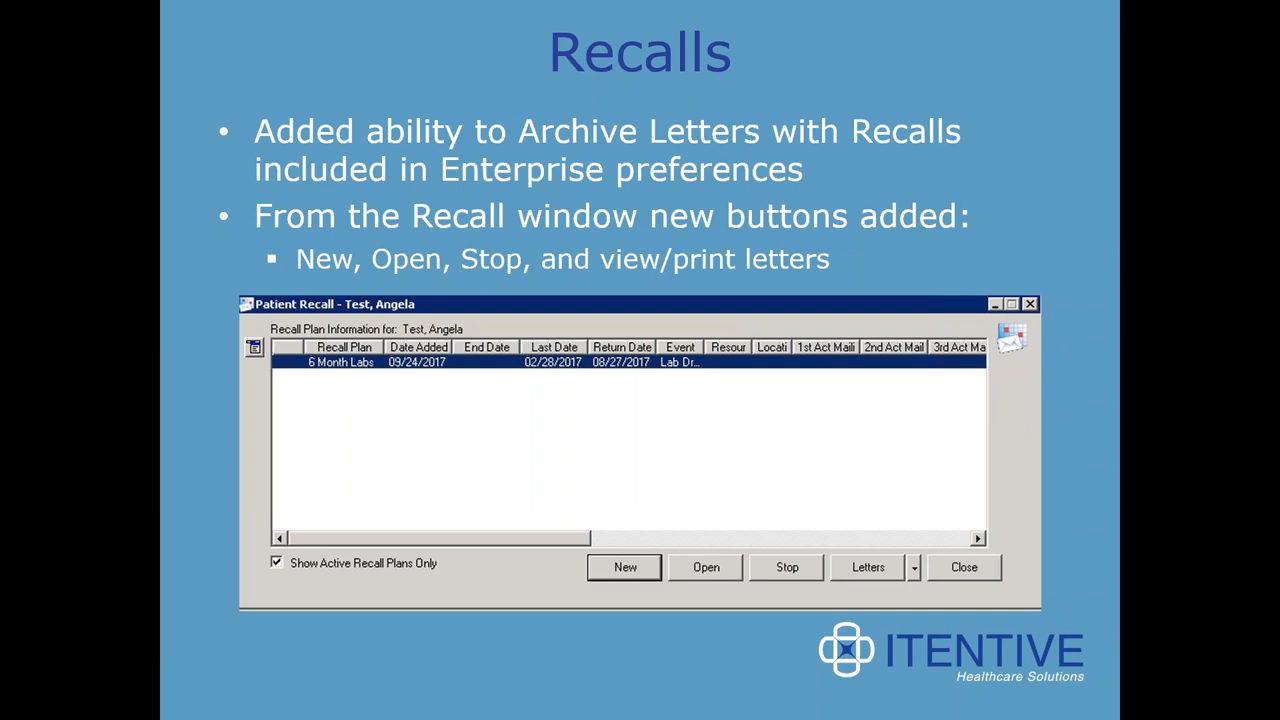 Recalls
• Added ability to Archive Letters with Recalls
included in Enterprise preferences
• From the Recall window new buttons added:
▪ New, Open, Stop, and view/print letters
Patient Recall - Test, Angela
Recall Plan Information for: Test, Angela
Recall Plan Date Added End Date Last Date Return Date Event Resour Locati 1st Act Maili 2nd Act Mail 3rd Act Ma
6 Month Labs 09/24/2017 02/28/2017 08/27/2017 Lab Dr...
Show Active Recall Plans Only New Open Stop Letters Close
ITENTIVE
Healthcare Solutions